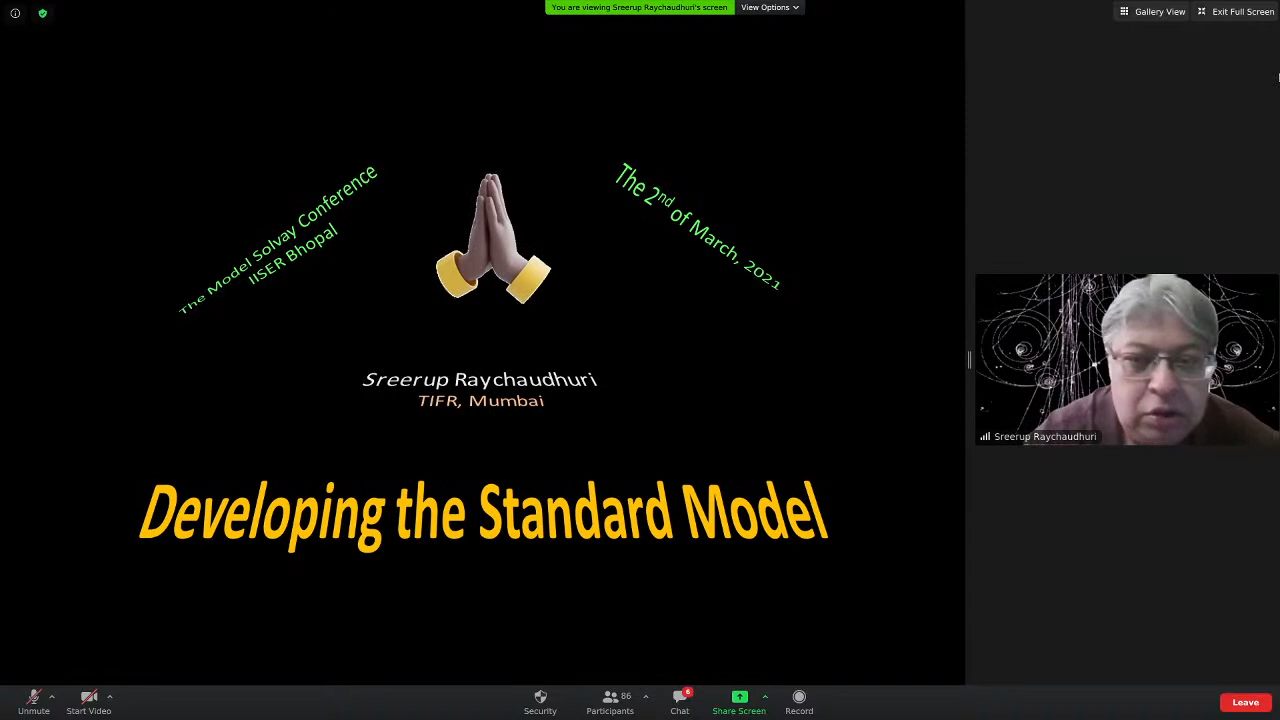 You are viewing Sreerup Raychaudhuri's screen
View Options
Gallery View
Exit Full Screen
The Model Solvay Conference
IISER Bhopal
The 2nd of March, 2021
Sreerup Raychaudhuri
TIFR, Mumbai
Developing the Standard Model
Sreerup Raychaudhuri
Unmute
Start Video
Security
86
Participants
6
Chat
Share Screen
Record
Leave